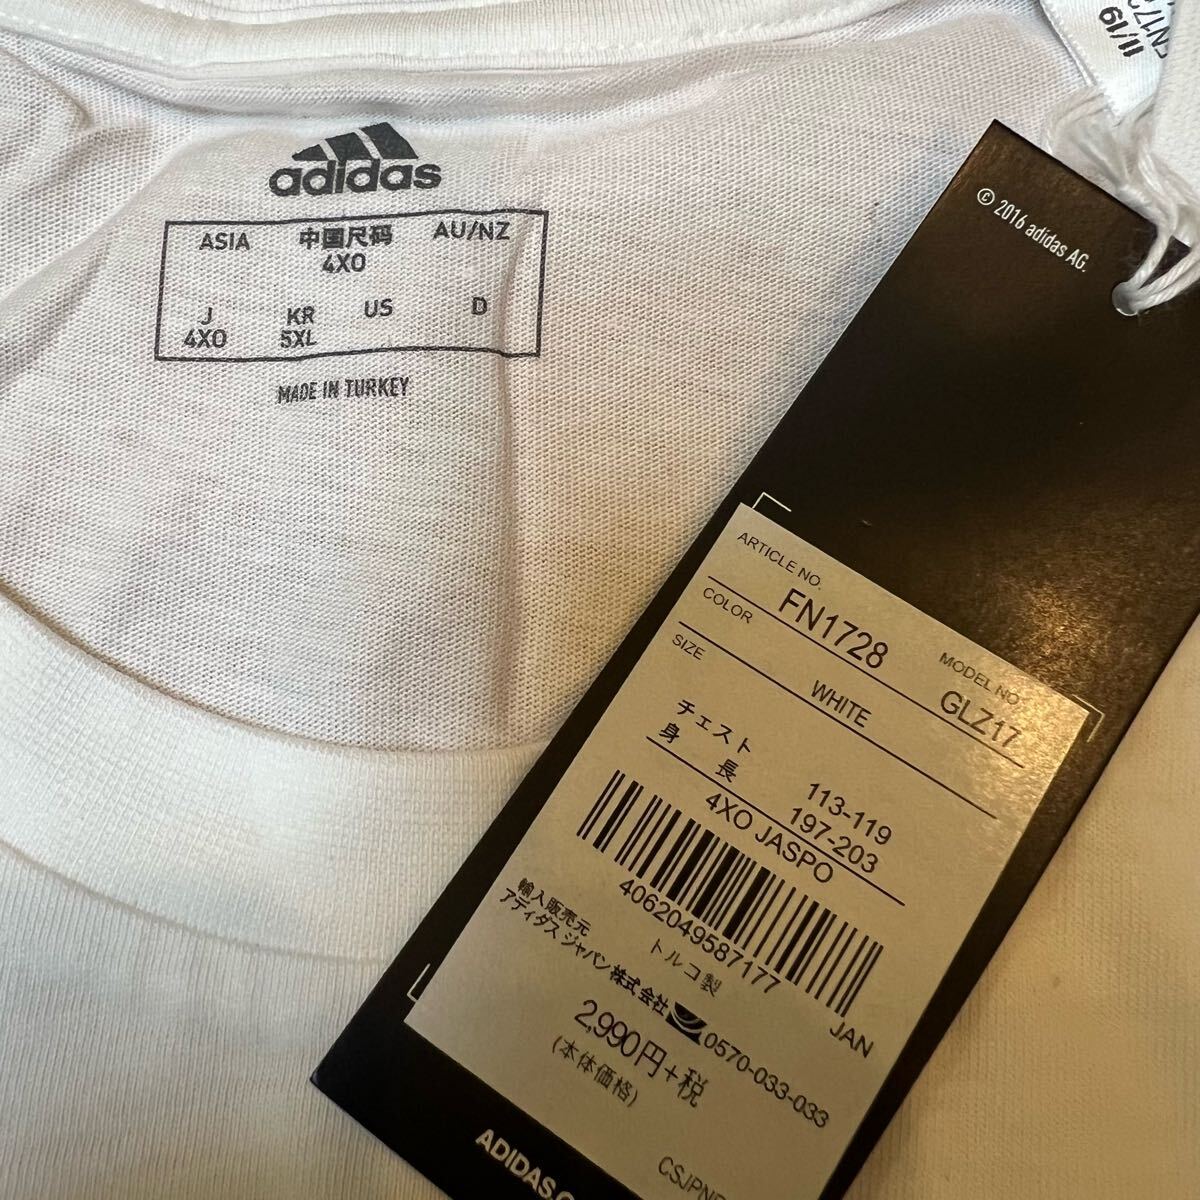 adidas
ASIA 中国尺码 AU/NZ
4XO
J KR US D
4XO 5XL
MADE IN TURKEY
11/19
© 2016 adidas AG.
ARTICLE NO. MODEL NO.
FN1728 GLZ17
COLOR
WHITE
SIZE
チェスト 113-119
身長 197-203
4XO JASPO
4062049587177
JAN
トルコ製
輸入販売元
アディダス ジャパン株式会社 0570-033-033
2,990円+税
(本体価格)